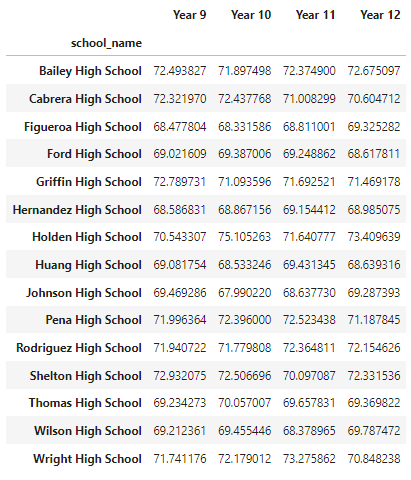 Year 9 Year 10 Year 11 Year 12
school_name
Bailey High School 72.493827 71.897498 72.374900 72.675097
Cabrera High School 72.321970 72.437768 71.008299 70.604712
Figueroa High School 68.477804 68.331586 68.811001 69.325282
Ford High School 69.021609 69.387006 69.248862 68.617811
Griffin High School 72.789731 71.093596 71.692521 71.469178
Hernandez High School 68.586831 68.867156 69.154412 68.985075
Holden High School 70.543307 75.105263 71.640777 73.409639
Huang High School 69.081754 68.533246 69.431345 68.639316
Johnson High School 69.469286 67.990220 68.637730 69.287393
Pena High School 71.996364 72.396000 72.523438 71.187845
Rodriguez High School 71.940722 71.779808 72.364811 72.154626
Shelton High School 72.932075 72.506696 70.097087 72.331536
Thomas High School 69.234273 70.057007 69.657831 69.369822
Wilson High School 69.212361 69.455446 68.378965 69.787472
Wright High School 71.741176 72.179012 73.275862 70.848238